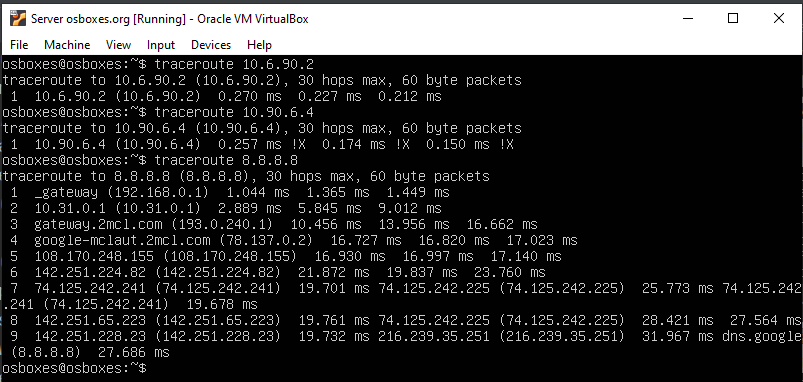 Server osboxes.org [Running] - Oracle VM VirtualBox
File Machine View Input Devices Help
osboxes@osboxes:~$ traceroute 10.6.90.2
traceroute to 10.6.90.2 (10.6.90.2), 30 hops max, 60 byte packets
 1  10.6.90.2 (10.6.90.2)  0.270 ms  0.227 ms  0.212 ms
osboxes@osboxes:~$ traceroute 10.90.6.4
traceroute to 10.90.6.4 (10.90.6.4), 30 hops max, 60 byte packets
 1  10.90.6.4 (10.90.6.4)  0.257 ms !X  0.174 ms !X  0.150 ms !X
osboxes@osboxes:~$ traceroute 8.8.8.8
traceroute to 8.8.8.8 (8.8.8.8), 30 hops max, 60 byte packets
 1  _gateway (192.168.0.1)  1.044 ms  1.365 ms  1.449 ms
 2  10.31.0.1 (10.31.0.1)  2.889 ms  5.845 ms  9.012 ms
 3  gateway.2mcl.com (193.0.240.1)  10.456 ms  13.956 ms  16.662 ms
 4  google-mclaut.2mcl.com (78.137.0.2)  16.727 ms  16.820 ms  17.023 ms
 5  108.170.248.155 (108.170.248.155)  16.930 ms  16.997 ms  17.140 ms
 6  142.251.224.82 (142.251.224.82)  21.872 ms  19.837 ms  23.760 ms
 7  74.125.242.241 (74.125.242.241)  19.701 ms 74.125.242.225 (74.125.242.225)  25.773 ms 74.125.242
.241 (74.125.242.241)  19.678 ms
 8  142.251.65.223 (142.251.65.223)  19.761 ms 74.125.242.225 (74.125.242.225)  28.421 ms  27.564 ms
 9  142.251.228.23 (142.251.228.23)  19.732 ms 216.239.35.251 (216.239.35.251)  31.967 ms dns.google
(8.8.8.8)  27.686 ms
osboxes@osboxes:~$